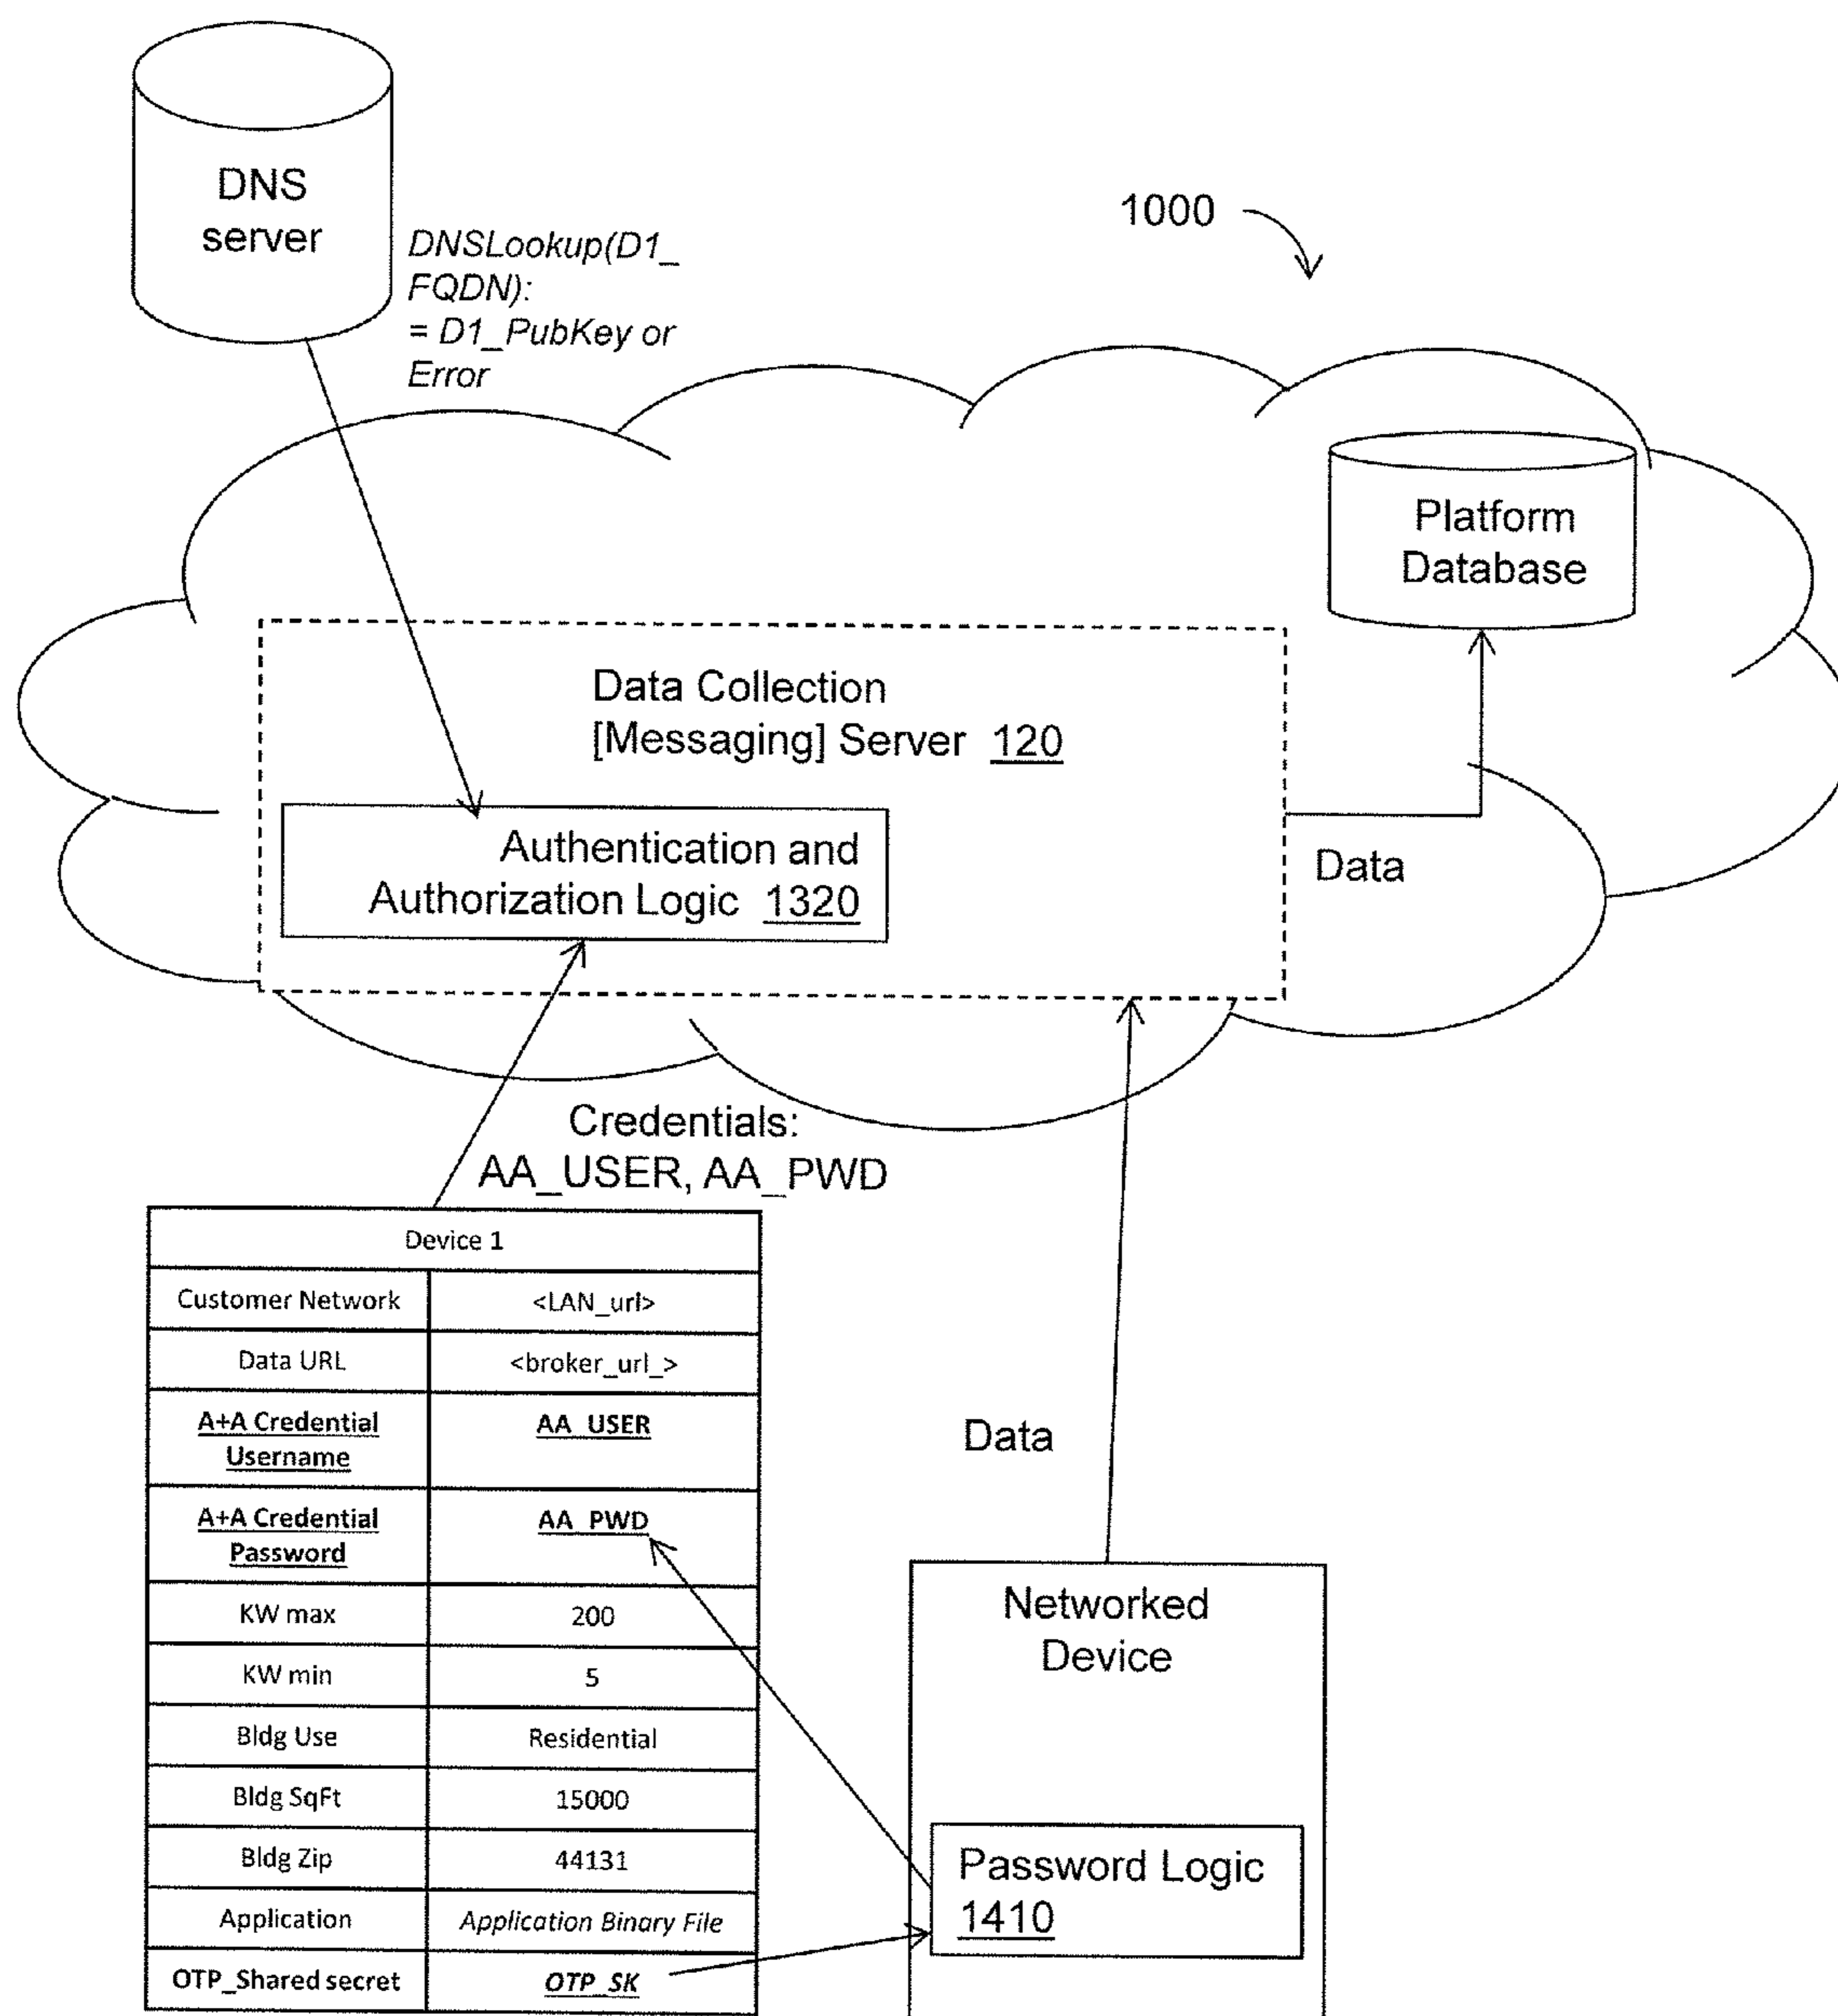 DNS
server
DNSLookup(D1_
FQDN):
= D1_PubKey or
Error
1000
Platform
Database
Data Collection
[Messaging] Server 120
Authentication and
Authorization Logic 1320
Data
Credentials:
AA_USER, AA_PWD
Device 1
Customer Network <LAN_url>
Data URL <broker_url_>
A+A Credential
Username
AA_USER
A+A Credential
Password
AA_PWD
KW max 200
KW min 5
Bldg Use Residential
Bldg SqFt 15000
Bldg Zip 44131
Application Application Binary File
OTP_Shared secret OTP_SK
Data
Networked
Device
Password Logic
1410